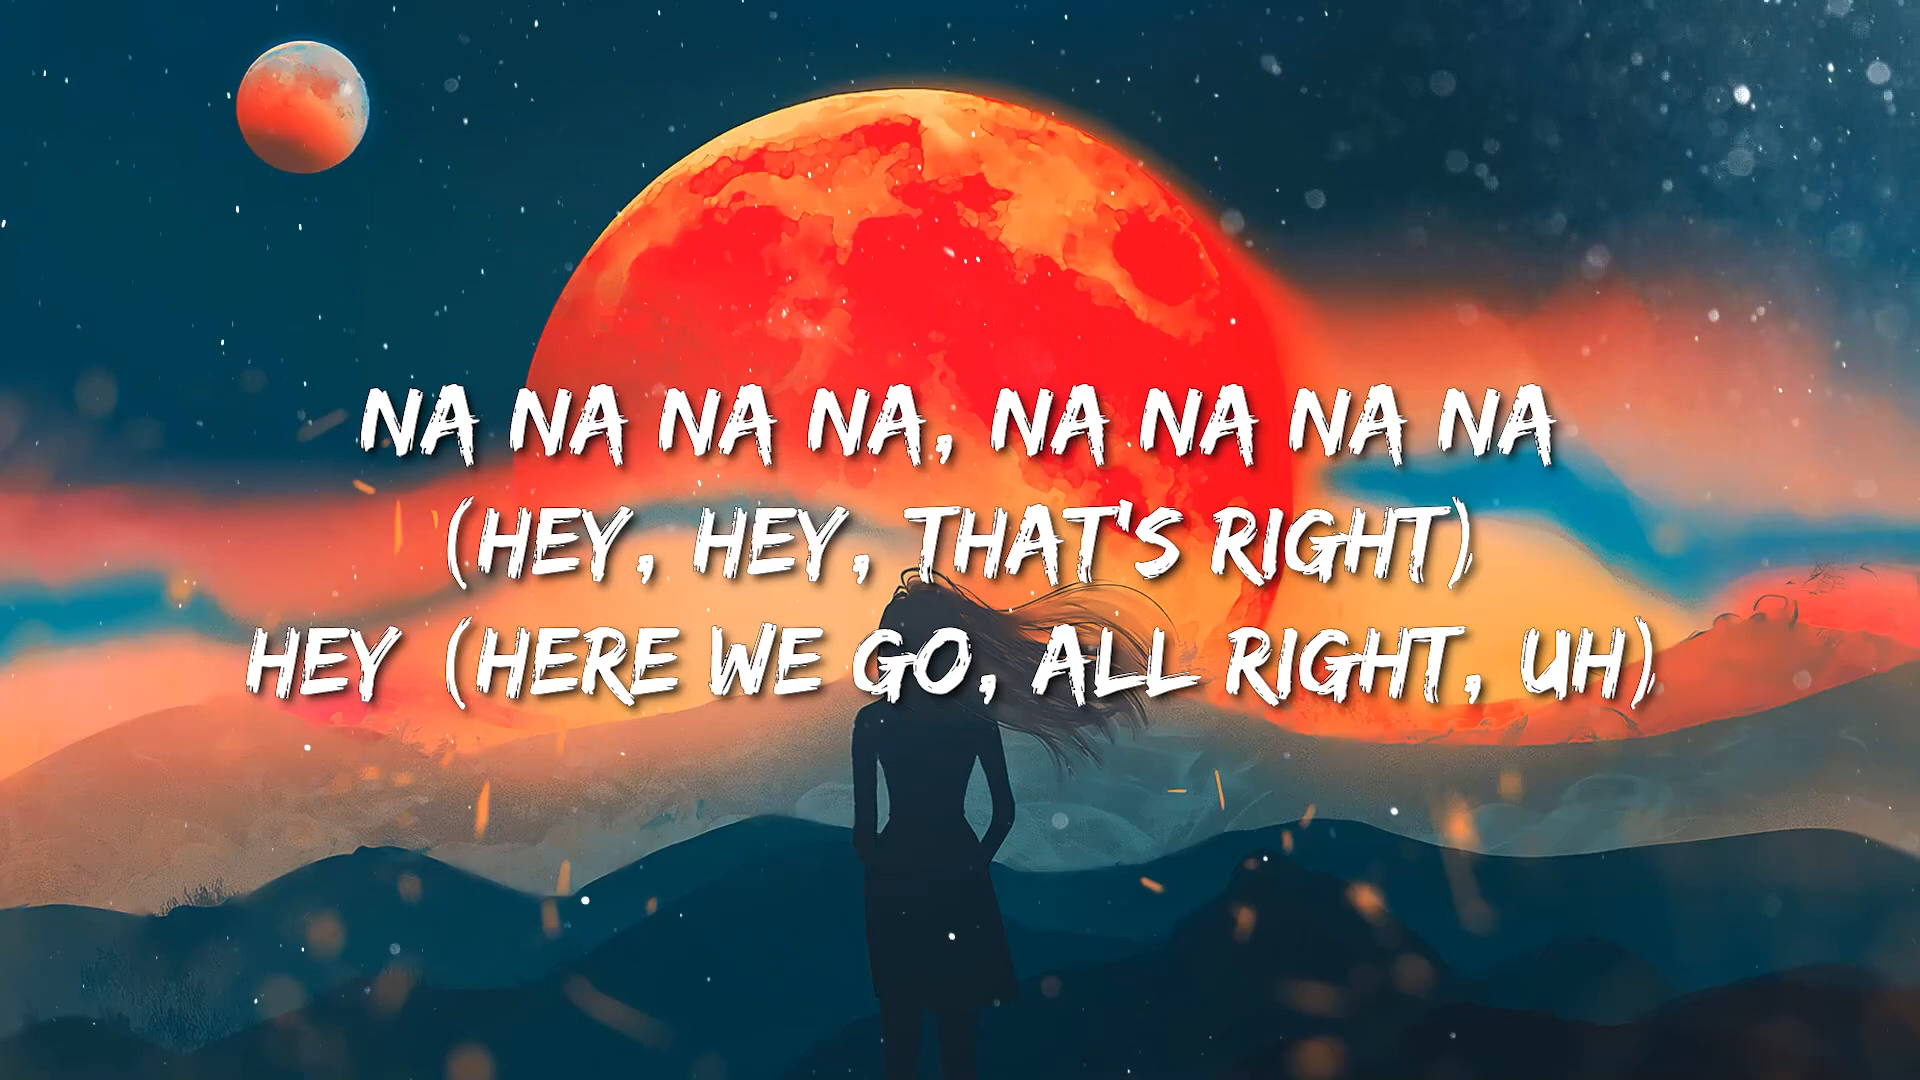 NA NA NA NA, NA NA NA NA
(HEY, HEY, THAT'S RIGHT)
HEY (HERE WE GO, ALL RIGHT, UH)